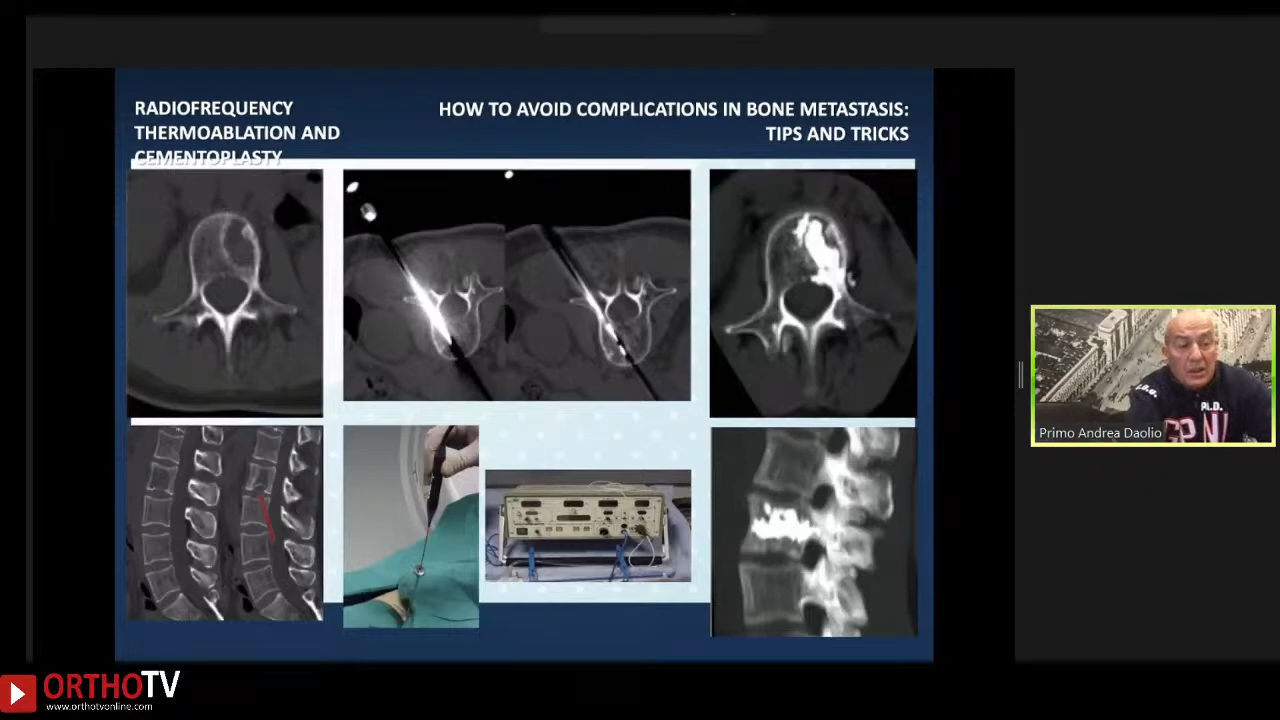 RADIOFREQUENCY
THERMOABLATION AND
CEMENTOPLASTY
HOW TO AVOID COMPLICATIONS IN BONE METASTASIS:
TIPS AND TRICKS
Primo Andrea Daolio
ORTHOTV
www.orthotvonline.com